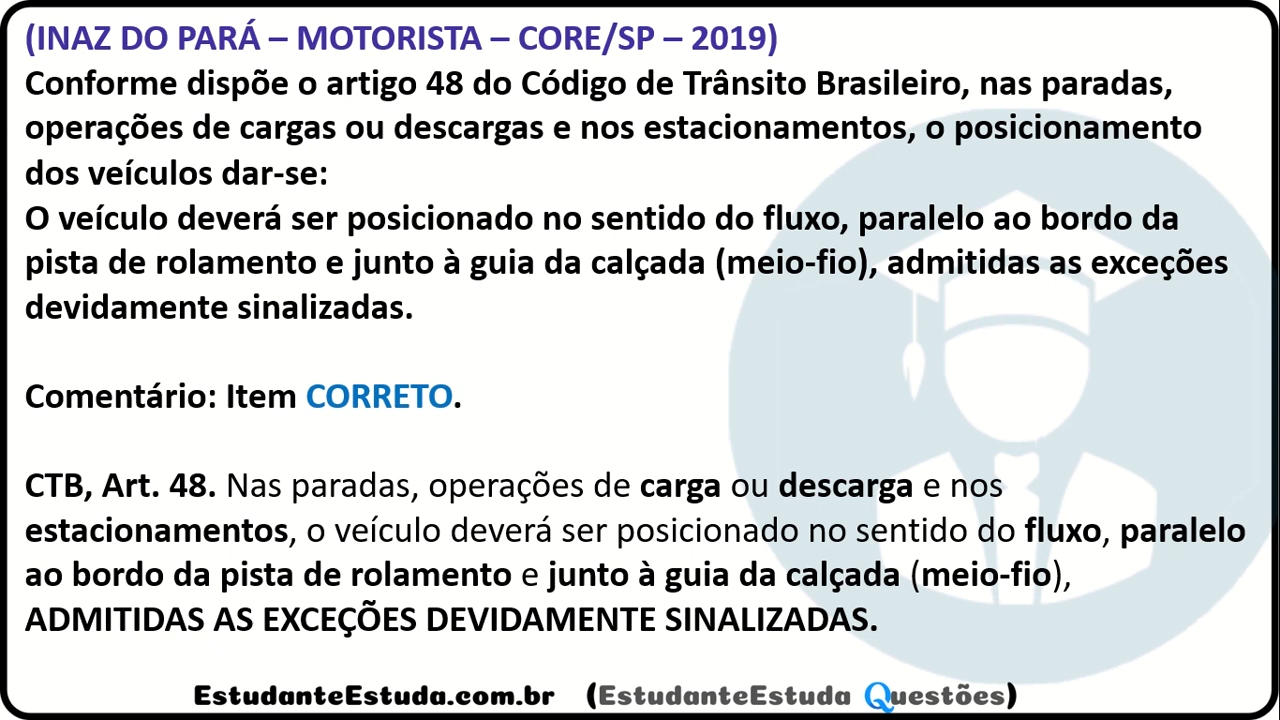 (INAZ DO PARÁ – MOTORISTA – CORE/SP – 2019)
Conforme dispõe o artigo 48 do Código de Trânsito Brasileiro, nas paradas,
operações de cargas ou descargas e nos estacionamentos, o posicionamento
dos veículos dar-se:
O veículo deverá ser posicionado no sentido do fluxo, paralelo ao bordo da
pista de rolamento e junto à guia da calçada (meio-fio), admitidas as exceções
devidamente sinalizadas.
Comentário: Item CORRETO.
CTB, Art. 48. Nas paradas, operações de carga ou descarga e nos
estacionamentos, o veículo deverá ser posicionado no sentido do fluxo, paralelo
ao bordo da pista de rolamento e junto à guia da calçada (meio-fio),
ADMITIDAS AS EXCEÇÕES DEVIDAMENTE SINALIZADAS.
EstudanteEstuda.com.br (EstudanteEstuda Questões)